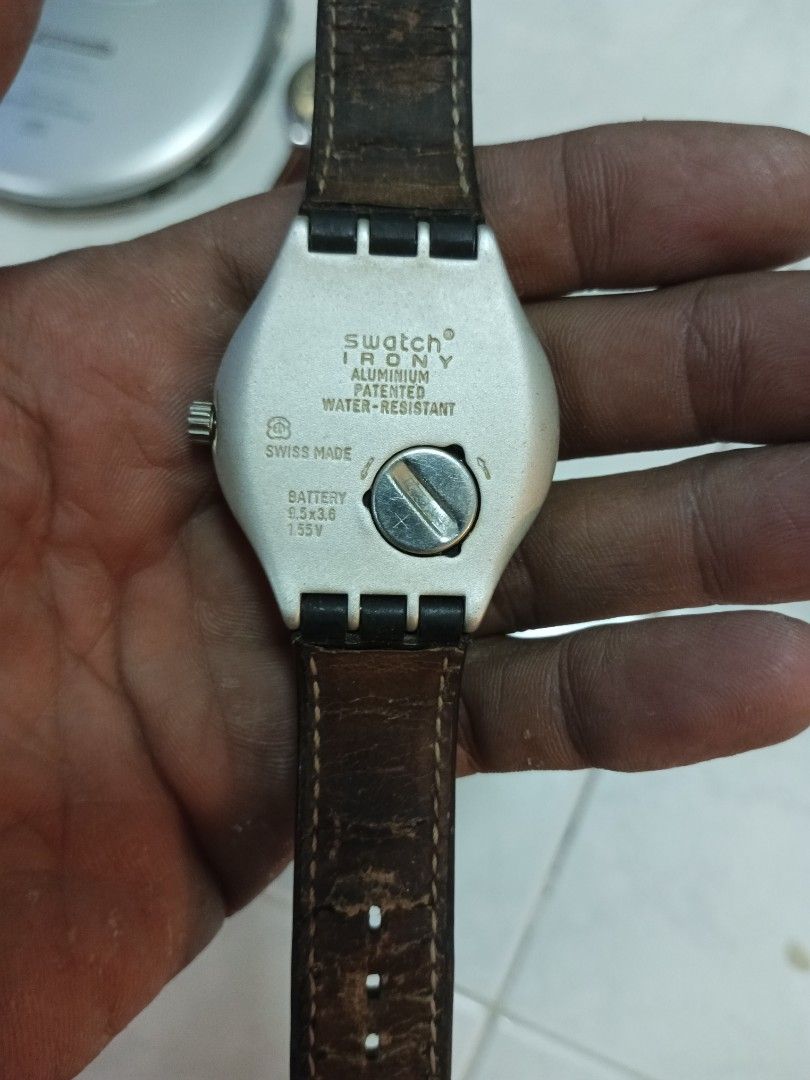 swatch®
IRONY
ALUMINIUM
PATENTED
WATER-RESISTANT
SWISS MADE
BATTERY
9.5x3.6
1.55V